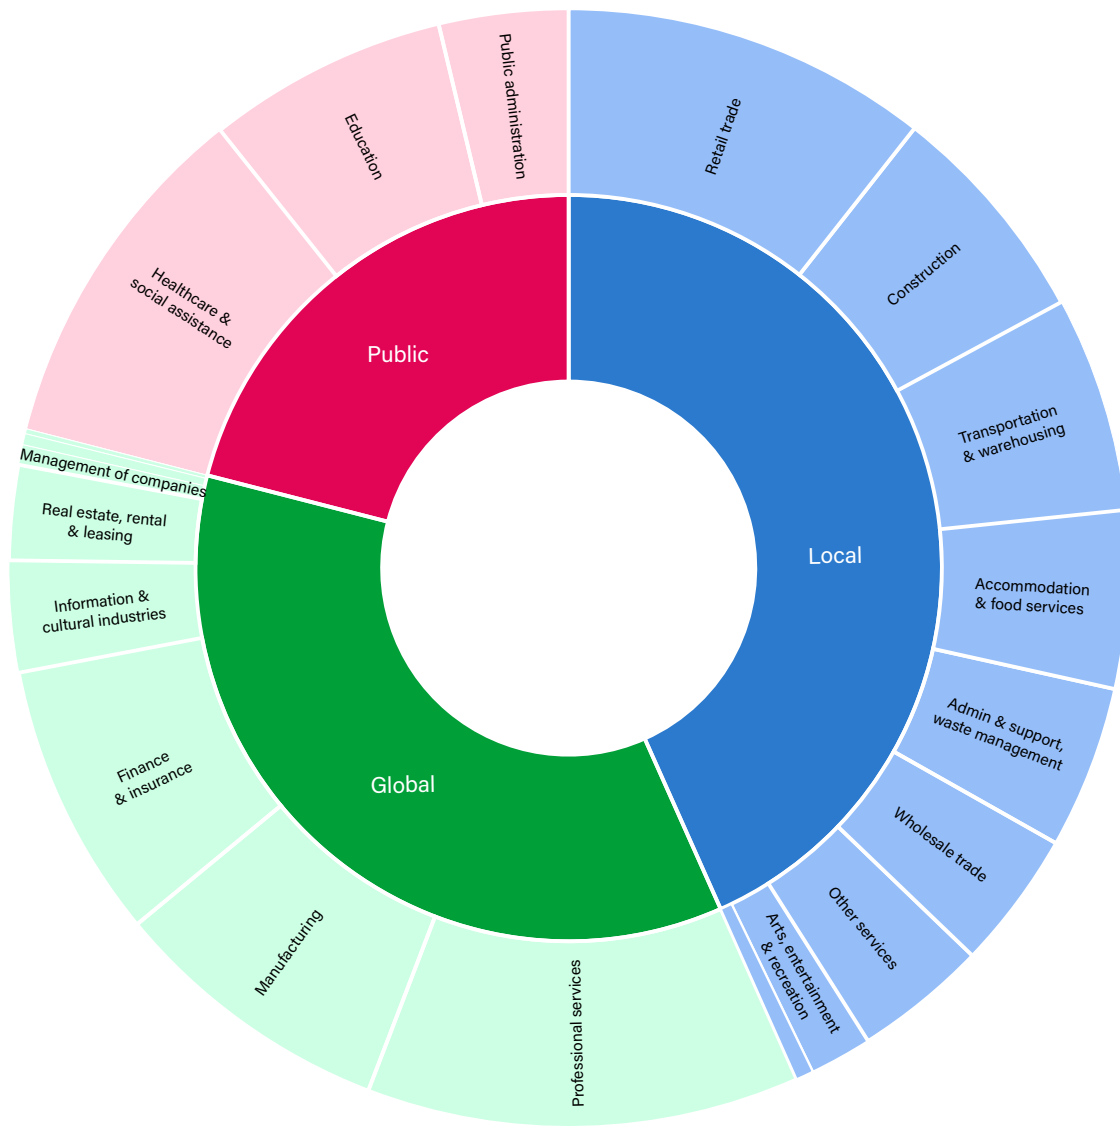 Public administration
Education
Retail trade
Construction
Healthcare &
social assistance
Public
Transportation
& warehousing
Management of companies
Real estate, rental
& leasing
Local
Information &
cultural industries
Accommodation
& food services
Admin & support,
waste management
Finance
& insurance
Global
Wholesale trade
Other services
Arts, entertainment
& recreation
Manufacturing
Professional services